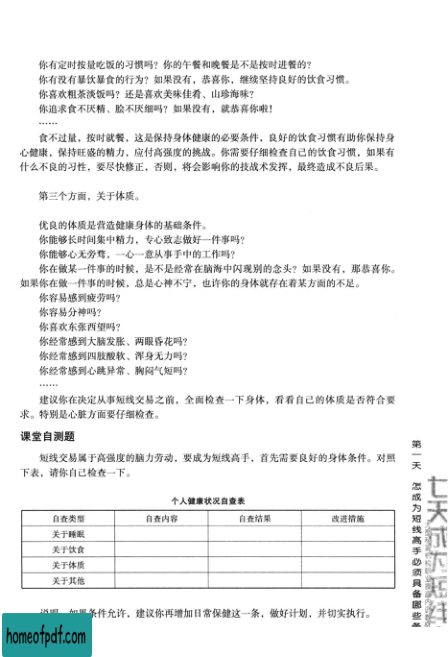 你有定时按量吃饭的习惯吗？你的午餐和晚餐是不是按时进餐的？
你有没有暴饮暴食的行为？如果没有，恭喜你，继续坚持良好的饮食习惯。
你喜欢粗茶淡饭吗？还是喜欢美味佳肴、山珍海味？
你追求食不厌精、脍不厌细吗？如果没有，就恭喜你啦！
……
食不过量，按时就餐，这是保持身体健康的必要条件，良好的饮食习惯有助你保持身
心健康，保持旺盛的精力，应付高强度的挑战。你需要仔细检查自己的饮食习惯，如果有
什么不良的习性，要尽快修正，否则，将会影响你的技战术发挥，最终造成不良后果。
第三个方面，关于体质。
优良的体质是营造健康身体的基础条件。
你能够长时间集中精力，专心致志做好一件事吗？
你能够心无旁骛，一心一意从事手中的工作吗？
你在做某一件事的时候，是不是经常在脑海中闪现别的念头？如果没有，那恭喜你。
如果你在做一件事的时候，总是心神不宁，也许你的身体就存在着某方面的不足。
你容易感到疲劳吗？
你容易分神吗？
你喜欢东张西望吗？
你经常感到大脑发胀、两眼昏花吗？
你经常感到四肢酸软、浑身无力吗？
你经常感到心跳异常、胸闷气短吗？
……
建议你在决定从事短线交易之前，全面检查一下身体，看看自己的体质是否符合要
求。特别是心脏方面要仔细检查。
课堂自测题
短线交易属于高强度的脑力劳动，要成为短线高手，首先需要良好的身体条件。对照
下表，请你自己检查一下。
个人健康状况自查表
自查类型 自查内容 自查结果 改进措施
关于睡眠
关于饮食
关于体质
关于其他
说明：如果条件允许，建议你再增加日常保健这一条，做好计划，并切实执行。
第一天 怎成为短线高手必须具备哪些条
七天成为短线
homeofpdf.com